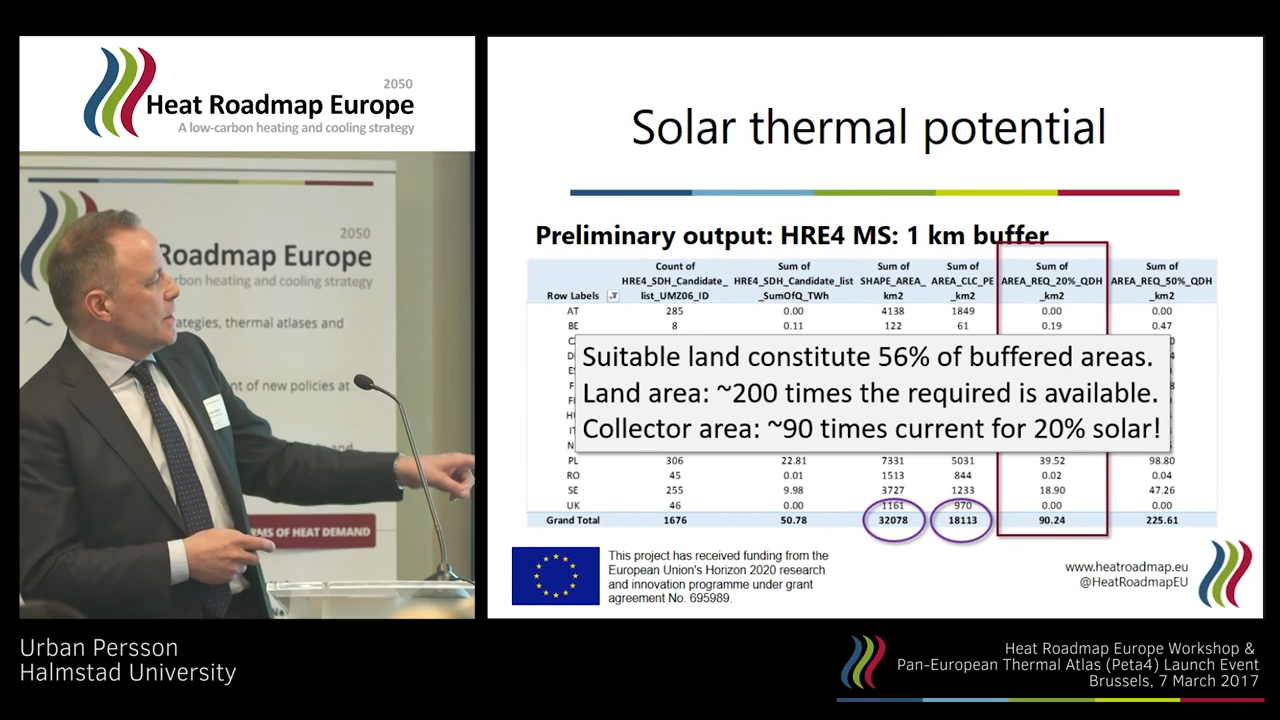 2050
Heat Roadmap Europe
A low-carbon heating and cooling strategy
2050
Roadmap Europe
carbon heating and cooling strategy
tegies, thermal atlases and
nt of new policies at
RMS OF HEAT DEMAND
Solar thermal potential
Preliminary output: HRE4 MS: 1 km buffer
Count of Sum of Sum of Sum of Sum of Sum of
HRE4_SDH_Candidate_ HRE4_SDH_Candidate_list SHAPE_AREA_ AREA_CLC_PE AREA_REQ_20%_QDH AREA_REQ_50%_QDH
Row Labels list_UMZ06_ID _SumOfQ_TWh km2 _km2 _km2 _km2
AT 285 0.00 4138 1849 0.00 0.00
BE 8 0.11 122 61 0.19 0.47
Suitable land constitute 56% of buffered areas.
Land area: ~200 times the required is available.
Collector area: ~90 times current for 20% solar!
PL 306 22.81 7331 5031 39.52 98.80
RO 45 0.01 1513 844 0.02 0.04
SE 255 9.98 3727 1233 18.90 47.26
UK 46 0.00 1161 970 0.00 0.00
Grand Total 1676 50.78 32078 18113 90.24 225.61
This project has received funding from the
European Union's Horizon 2020 research
and innovation programme under grant
agreement No. 695989.
www.heatroadmap.eu
@HeatRoadmapEU
Urban Persson
Halmstad University
Heat Roadmap Europe Workshop &
Pan-European Thermal Atlas (Peta4) Launch Event
Brussels, 7 March 2017